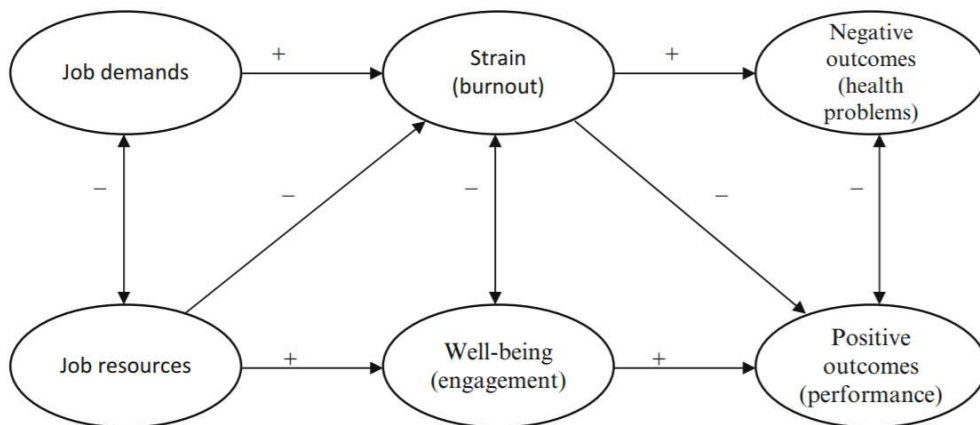 Job demands
+
Strain
(burnout)
+
Negative
outcomes
(health
problems)
–
–
–
–
–
Job resources
+
Well-being
(engagement)
+
Positive
outcomes
(performance)